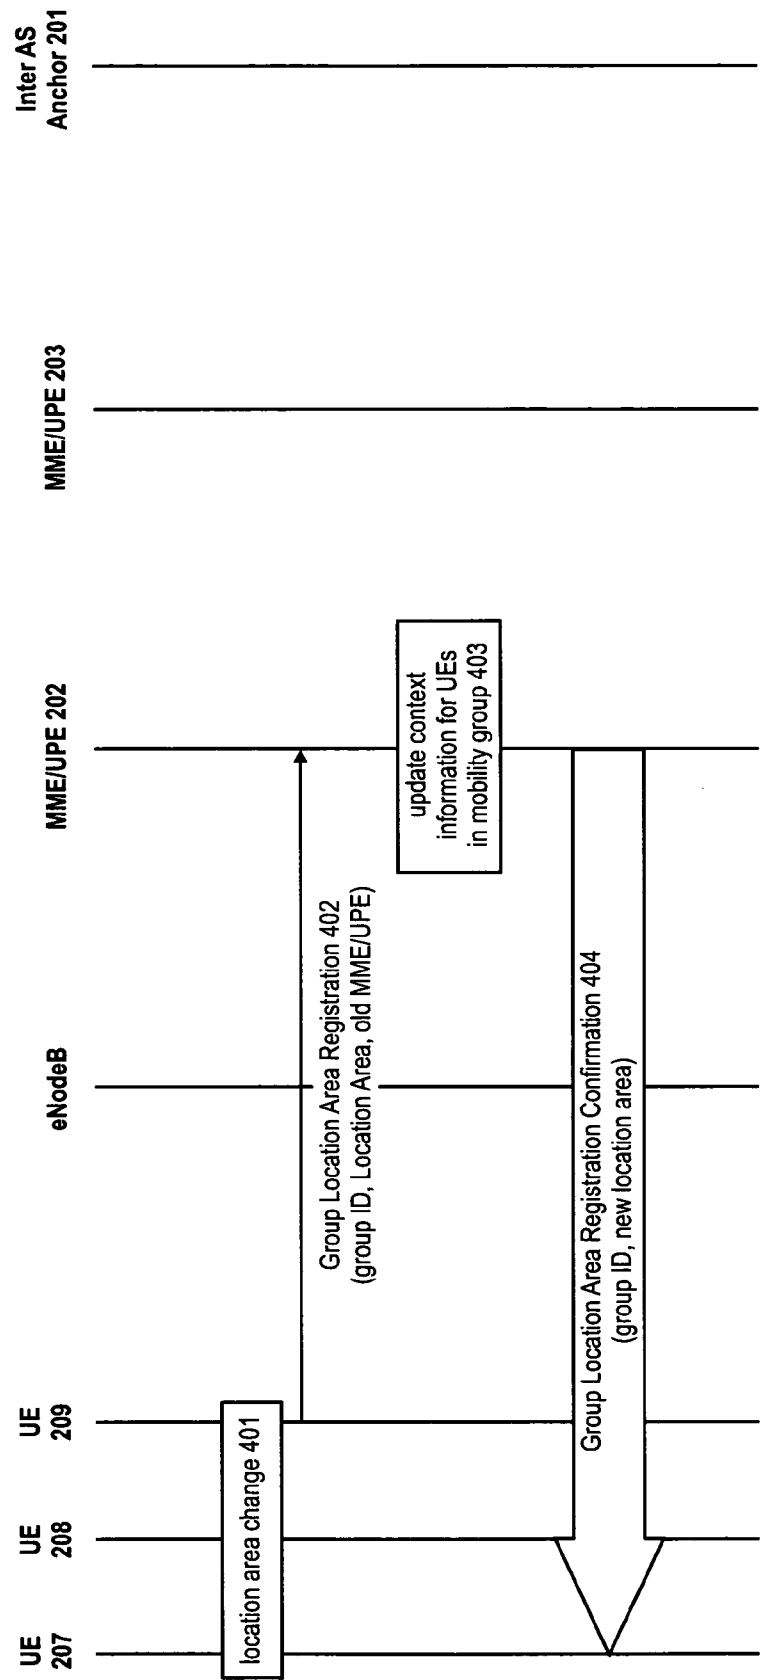 UE
207
UE
208
UE
209
eNodeB
MME/UPE 202
MME/UPE 203
Inter AS
Anchor 201
location area change 401
Group Location Area Registration 402
(group ID, Location Area, old MME/UPE)
update context
information for UEs
in mobility group 403
Group Location Area Registration Confirmation 404
(group ID, new location area)